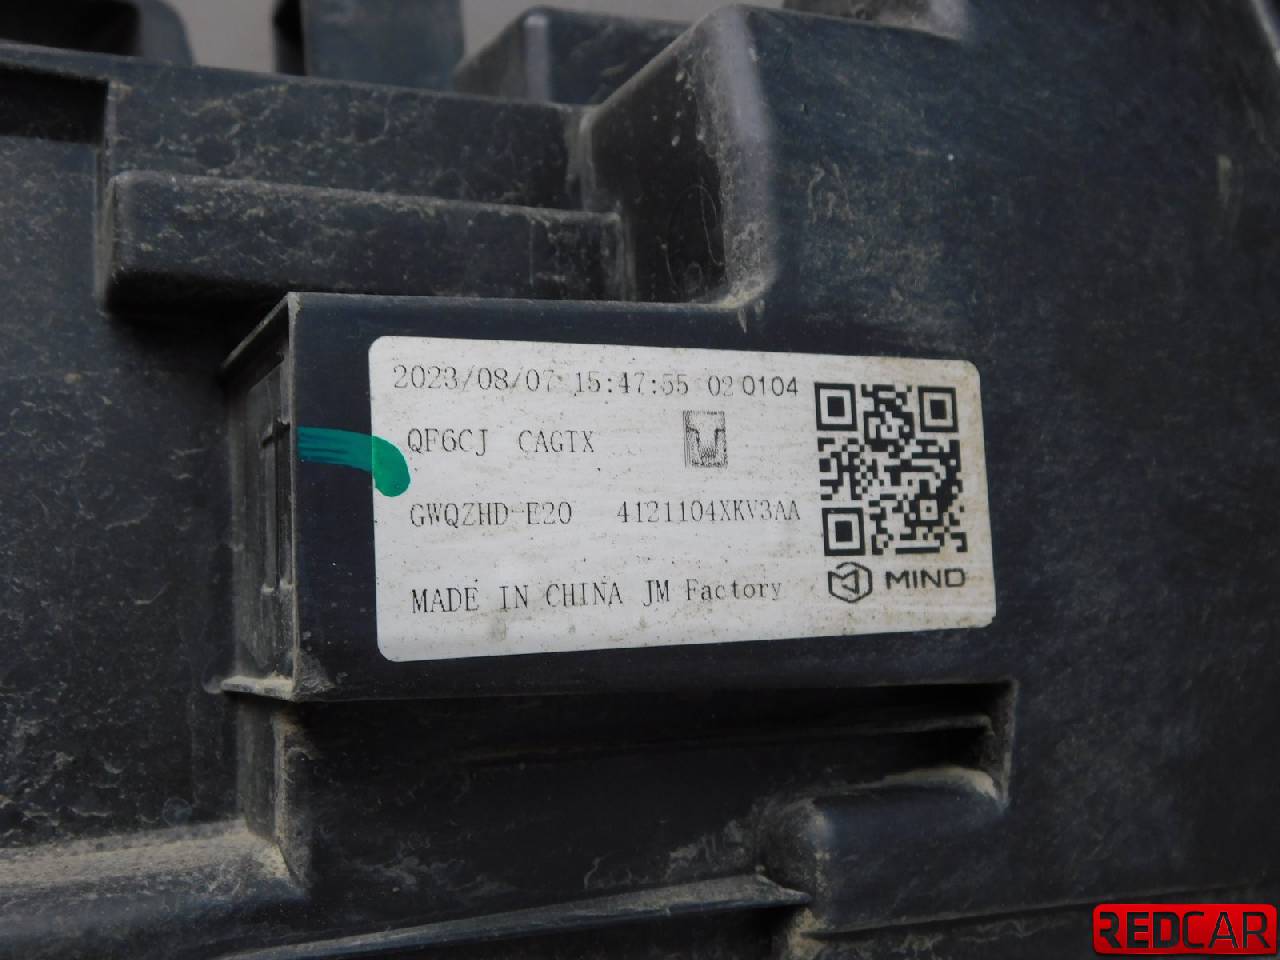 2023/08/07 15:47:55 02 0104
QF6CJ CAGTX
GWQZHD-E20 4121104XKV3AA
MADE IN CHINA JM Factory
MIND
REDCAR